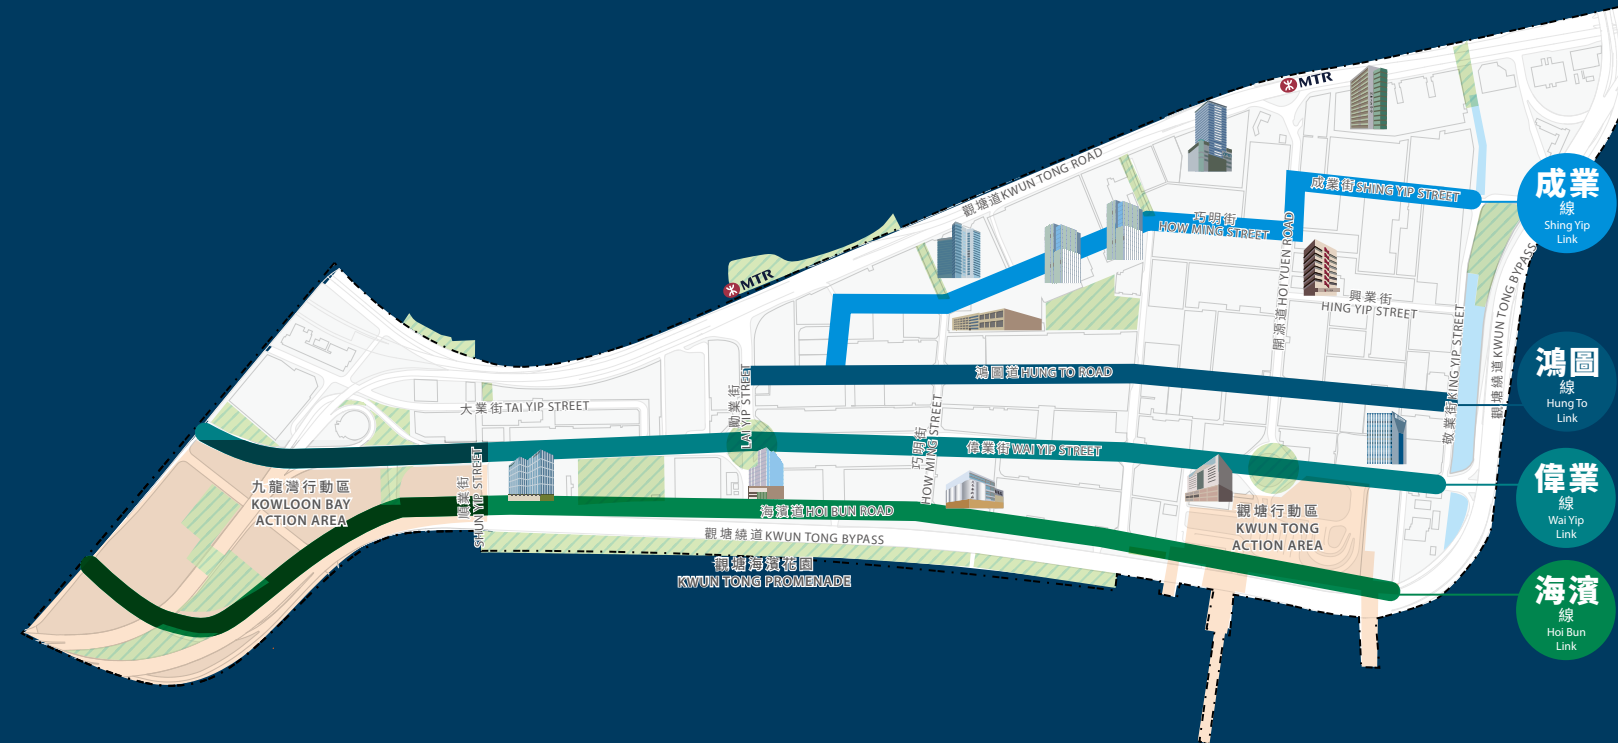 MTR
觀塘道 KWUN TONG ROAD
成業街 SHING YIP STREET
成業
線
Shing Yip
Link
巧明街
HOW MING STREET
開源道 HOI YUEN ROAD
MTR
興業街
HING YIP STREET
敬業街 KING YIP STREET
觀塘繞道 KWUN TONG BYPASS
鴻圖
線
Hung To
Link
鴻圖道 HUNG TO ROAD
勵業街
LAI YIP STREET
大業街 TAI YIP STREET
巧明街
HOW MING STREET
偉業街 WAI YIP STREET
偉業
線
Wai Yip
Link
順業街
SHUN YIP STREET
九龍灣行動區
KOWLOON BAY
ACTION AREA
海濱道 HOI BUN ROAD
觀塘行動區
KWUN TONG
ACTION AREA
觀塘繞道 KWUN TONG BYPASS
觀塘海濱花園
KWUN TONG PROMENADE
海濱
線
Hoi Bun
Link